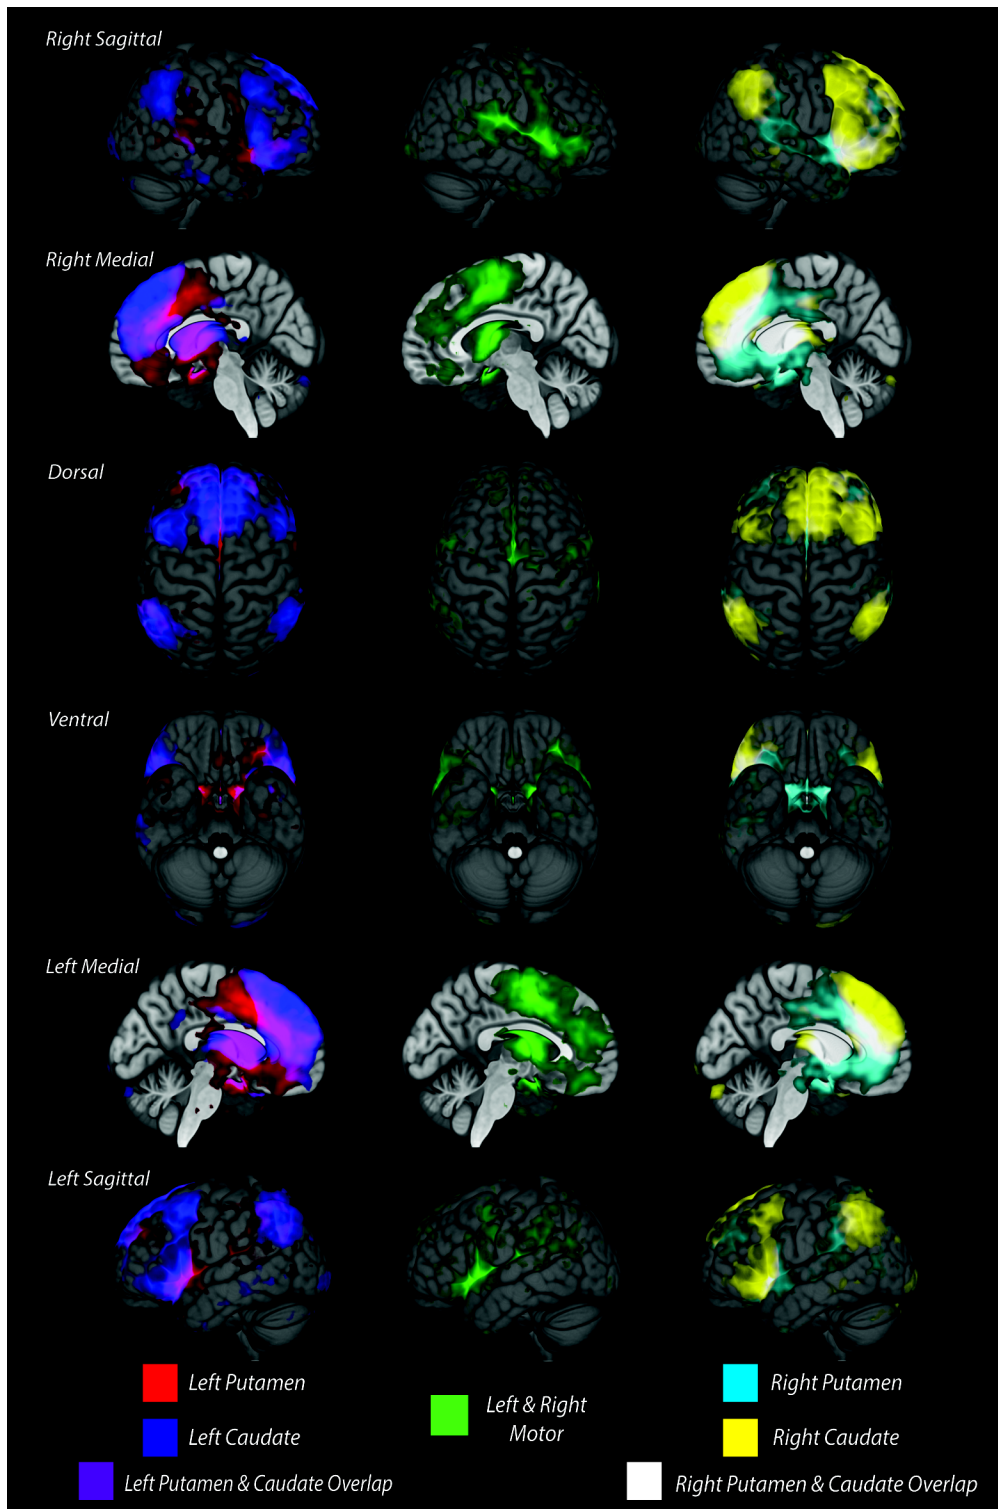 Right Sagittal
Right Medial
Dorsal
Ventral
Left Medial
Left Sagittal
Left Putamen
Left Caudate
Left Putamen & Caudate Overlap
Left & Right
Motor
Right Putamen
Right Caudate
Right Putamen & Caudate Overlap